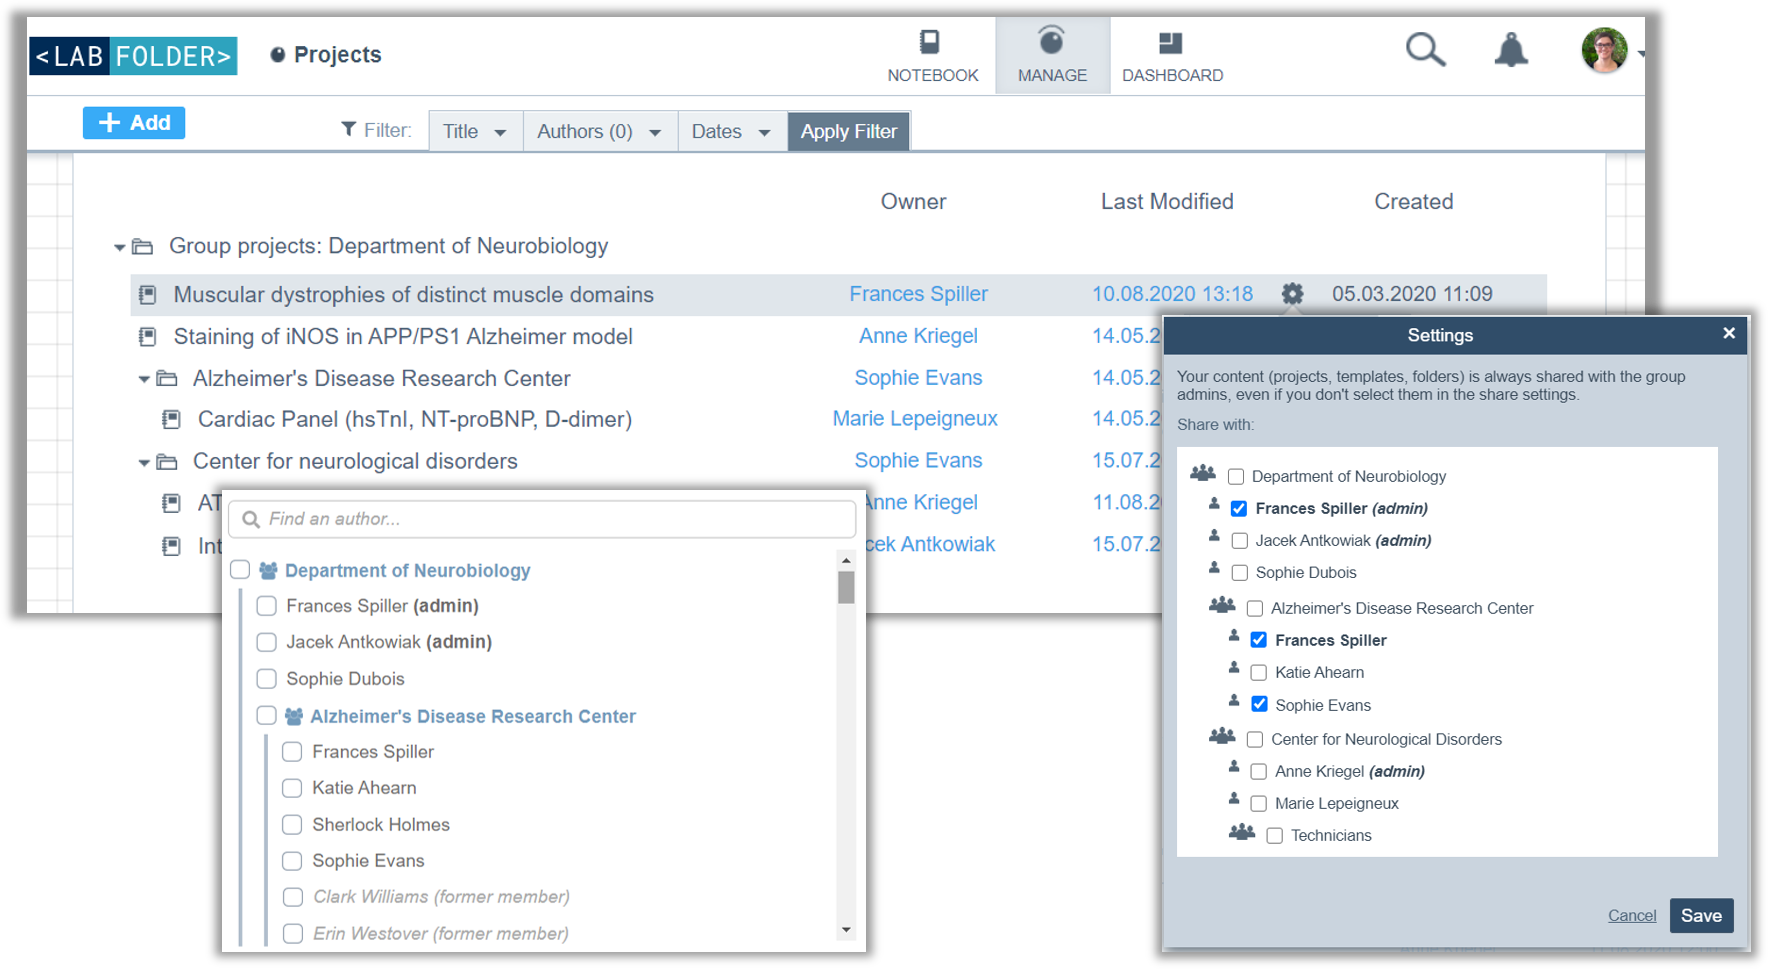 <LABFOLDER>
Projects
NOTEBOOK
MANAGE
DASHBOARD
+ Add
Filter:
Title
Authors (0)
Dates
Apply Filter
Owner
Last Modified
Created
Group projects: Department of Neurobiology
Muscular dystrophies of distinct muscle domains
Frances Spiller
10.08.2020 13:18
05.03.2020 11:09
Staining of iNOS in APP/PS1 Alzheimer model
Anne Kriegel
14.05.2
Alzheimer's Disease Research Center
Sophie Evans
14.05.2
Cardiac Panel (hsTnI, NT-proBNP, D-dimer)
Marie Lepeigneux
14.05.2
Center for neurological disorders
Sophie Evans
15.07.2
AT
Anne Kriegel
11.08.2
Int
cek Antkowiak
15.07.2
Find an author...
Department of Neurobiology
Frances Spiller (admin)
Jacek Antkowiak (admin)
Sophie Dubois
Alzheimer's Disease Research Center
Frances Spiller
Katie Ahearn
Sherlock Holmes
Sophie Evans
Clark Williams (former member)
Erin Westover (former member)
Settings
×
Your content (projects, templates, folders) is always shared with the group
admins, even if you don't select them in the share settings.
Share with:
Department of Neurobiology
Frances Spiller (admin)
Jacek Antkowiak (admin)
Sophie Dubois
Alzheimer's Disease Research Center
Frances Spiller
Katie Ahearn
Sophie Evans
Center for Neurological Disorders
Anne Kriegel (admin)
Marie Lepeigneux
Technicians
Cancel
Save